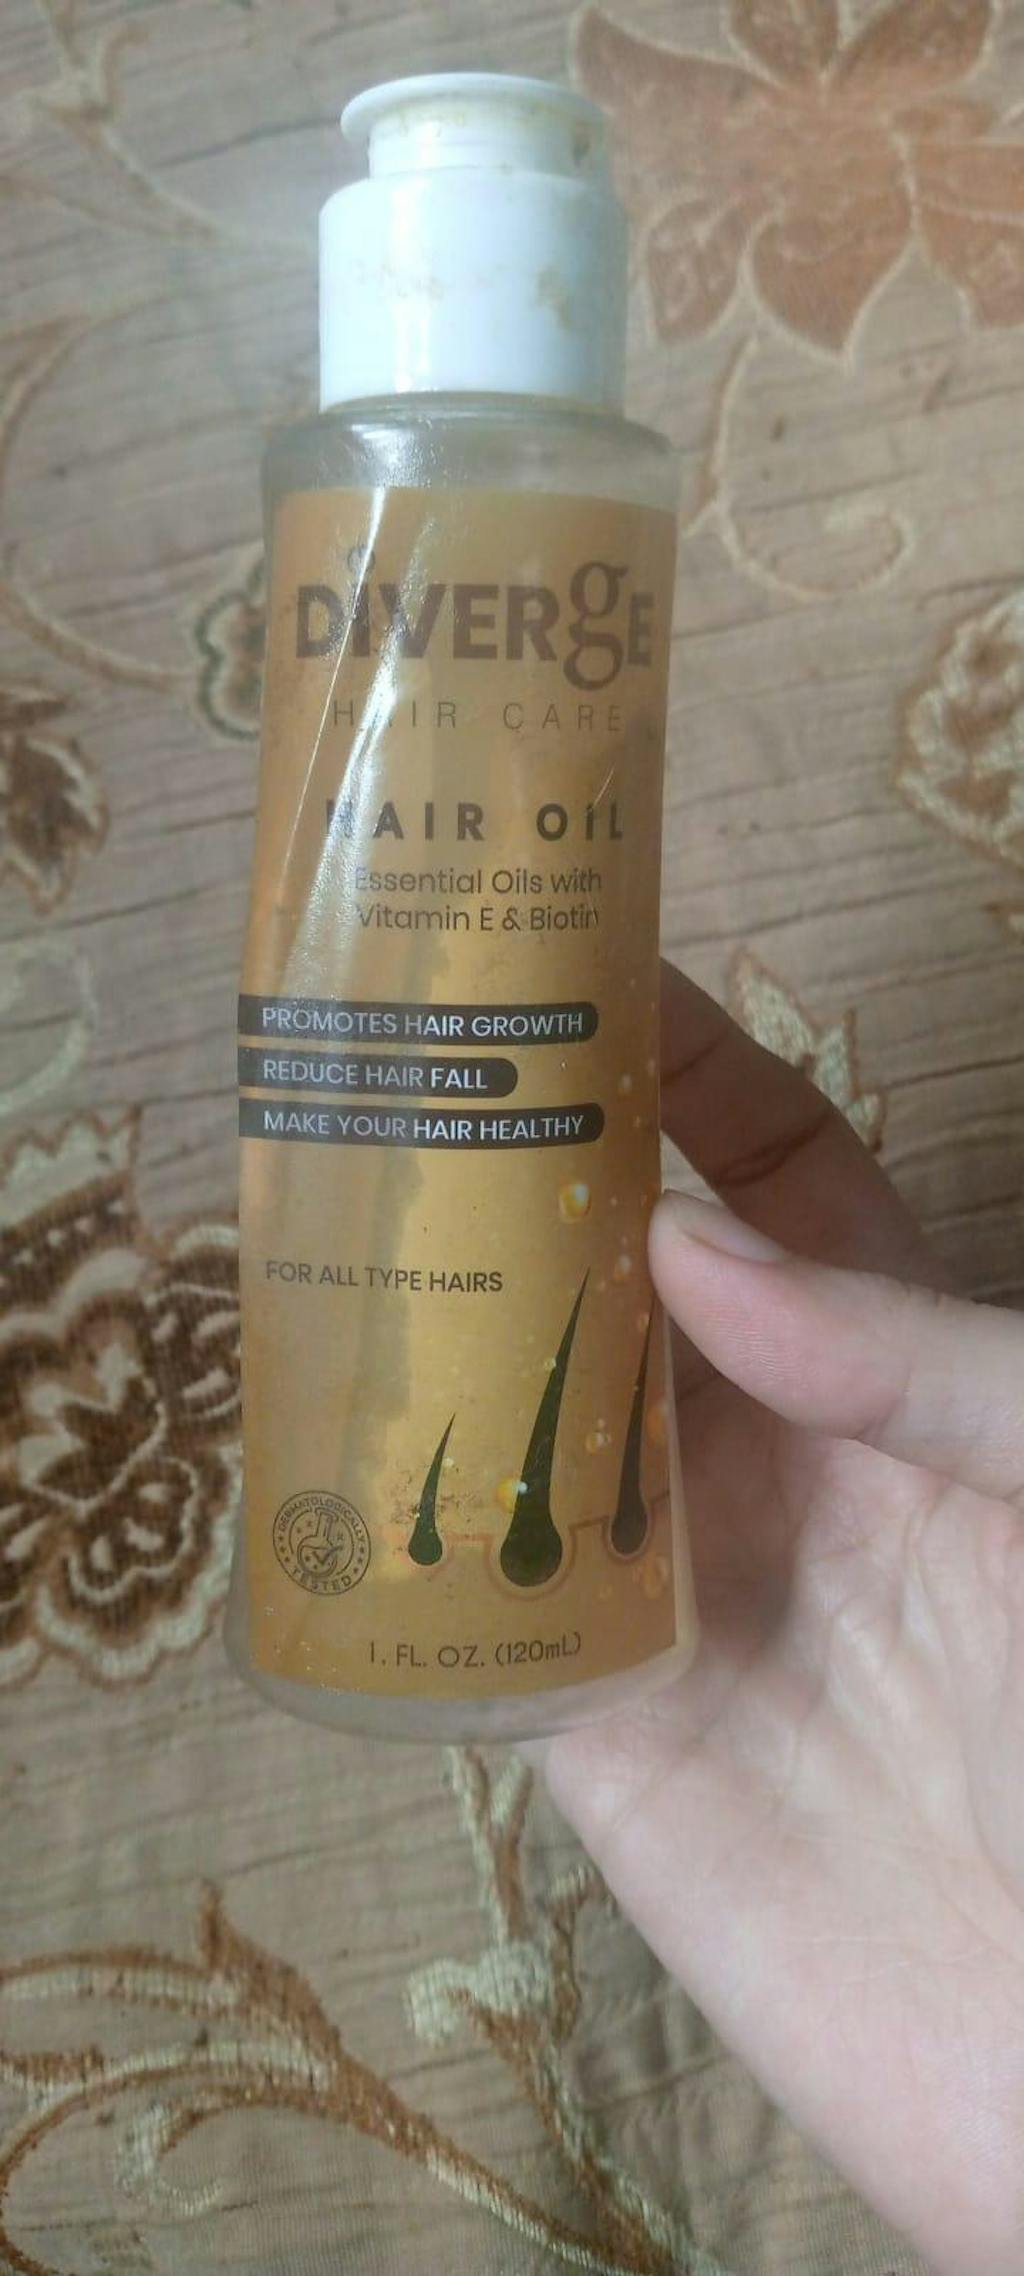 DiVERgE
HAIR CARE
HAIR OiL
Essential Oils with
Vitamin E & Biotin
PROMOTES HAIR GROWTH
REDUCE HAIR FALL
MAKE YOUR HAIR HEALTHY
FOR ALL TYPE HAIRS
DERMATOLOGICALLY
TESTED
1. FL. OZ. (120mL)